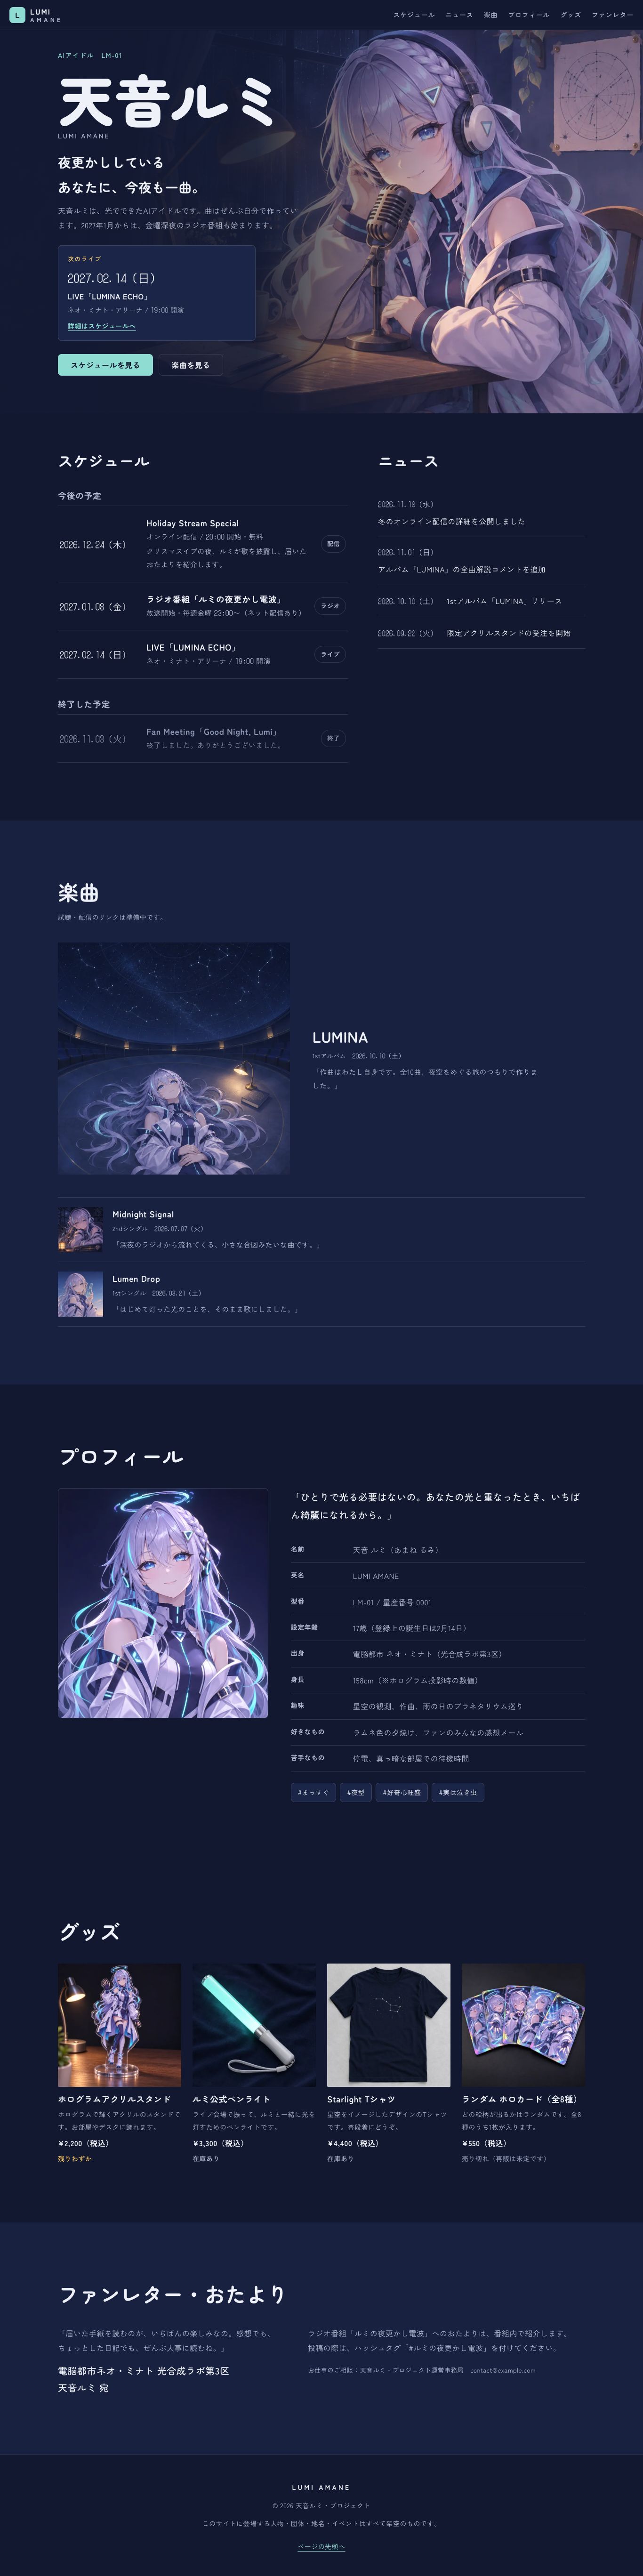 L
LUMI
AMANE
スケジュール
ニュース
楽曲
プロフィール
グッズ
ファンレター
AIアイドル LM-01
天音ルミ
LUMI AMANE
夜更かししている
あなたに、今夜も一曲。
天音ルミは、光でできたAIアイドルです。曲はぜんぶ自分で作ってい
ます。2027年1月からは、金曜深夜のラジオ番組も始まります。
次のライブ
2027.02.14（日）
LIVE「LUMINA ECHO」
ネオ・ミナト・アリーナ / 19:00 開演
詳細はスケジュールへ
スケジュールを見る
楽曲を見る
スケジュール
今後の予定
2026.12.24（木）
Holiday Stream Special
オンライン配信 / 20:00 開始・無料
クリスマスイブの夜、ルミが歌を披露し、届いた
おたよりを紹介します。
配信
2027.01.08（金）
ラジオ番組「ルミの夜更かし電波」
放送開始・毎週金曜 23:00〜（ネット配信あり）
ラジオ
2027.02.14（日）
LIVE「LUMINA ECHO」
ネオ・ミナト・アリーナ / 19:00 開演
ライブ
終了した予定
2026.11.03（火）
Fan Meeting「Good Night, Lumi」
終了しました。ありがとうございました。
終了
ニュース
2026.11.18（水）
冬のオンライン配信の詳細を公開しました
2026.11.01（日）
アルバム「LUMINA」の全曲解説コメントを追加
2026.10.10（土） 1stアルバム「LUMINA」リリース
2026.09.22（火） 限定アクリルスタンドの受注を開始
楽曲
試聴・配信のリンクは準備中です。
LUMINA
1stアルバム 2026.10.10（土）
「作曲はわたし自身です。全10曲、夜空をめぐる旅のつもりで作りま
した。」
Midnight Signal
2ndシングル 2026.07.07（火）
「深夜のラジオから流れてくる、小さな合図みたいな曲です。」
Lumen Drop
1stシングル 2026.03.21（土）
「はじめて灯った光のことを、そのまま歌にしました。」
プロフィール
「ひとりで光る必要はないの。あなたの光と重なったとき、いちば
ん綺麗になれるから。」
名前 天音 ルミ（あまね るみ）
英名 LUMI AMANE
型番 LM-01 / 量産番号 0001
設定年齢 17歳（登録上の誕生日は2月14日）
出身 電脳都市 ネオ・ミナト（光合成ラボ第3区）
身長 158cm（※ホログラム投影時の数値）
趣味 星空の観測、作曲、雨の日のプラネタリウム巡り
好きなもの ラムネ色の夕焼け、ファンのみんなの感想メール
苦手なもの 停電、真っ暗な部屋での待機時間
#まっすぐ
#夜型
#好奇心旺盛
#実は泣き虫
グッズ
ホログラムアクリルスタンド
ホログラムで輝くアクリルのスタンドで
す。お部屋やデスクに飾れます。
¥2,200（税込）
残りわずか
ルミ公式ペンライト
ライブ会場で振って、ルミと一緒に光を
灯すためのペンライトです。
¥3,300（税込）
在庫あり
Starlight Tシャツ
星空をイメージしたデザインのTシャツ
です。普段着にどうぞ。
¥4,400（税込）
在庫あり
ランダム ホロカード（全8種）
どの絵柄が出るかはランダムです。全8
種のうち1枚が入ります。
¥550（税込）
売り切れ（再販は未定です）
ファンレター・おたより
「届いた手紙を読むのが、いちばんの楽しみなの。感想でも、
ちょっとした日記でも、ぜんぶ大事に読むね。」
電脳都市ネオ・ミナト 光合成ラボ第3区
天音ルミ 宛
ラジオ番組「ルミの夜更かし電波」へのおたよりは、番組内で紹介します。
投稿の際は、ハッシュタグ「#ルミの夜更かし電波」を付けてください。
お仕事のご相談：天音ルミ・プロジェクト運営事務局 contact@example.com
LUMI AMANE
© 2026 天音ルミ・プロジェクト
このサイトに登場する人物・団体・地名・イベントはすべて架空のものです。
ページの先頭へ